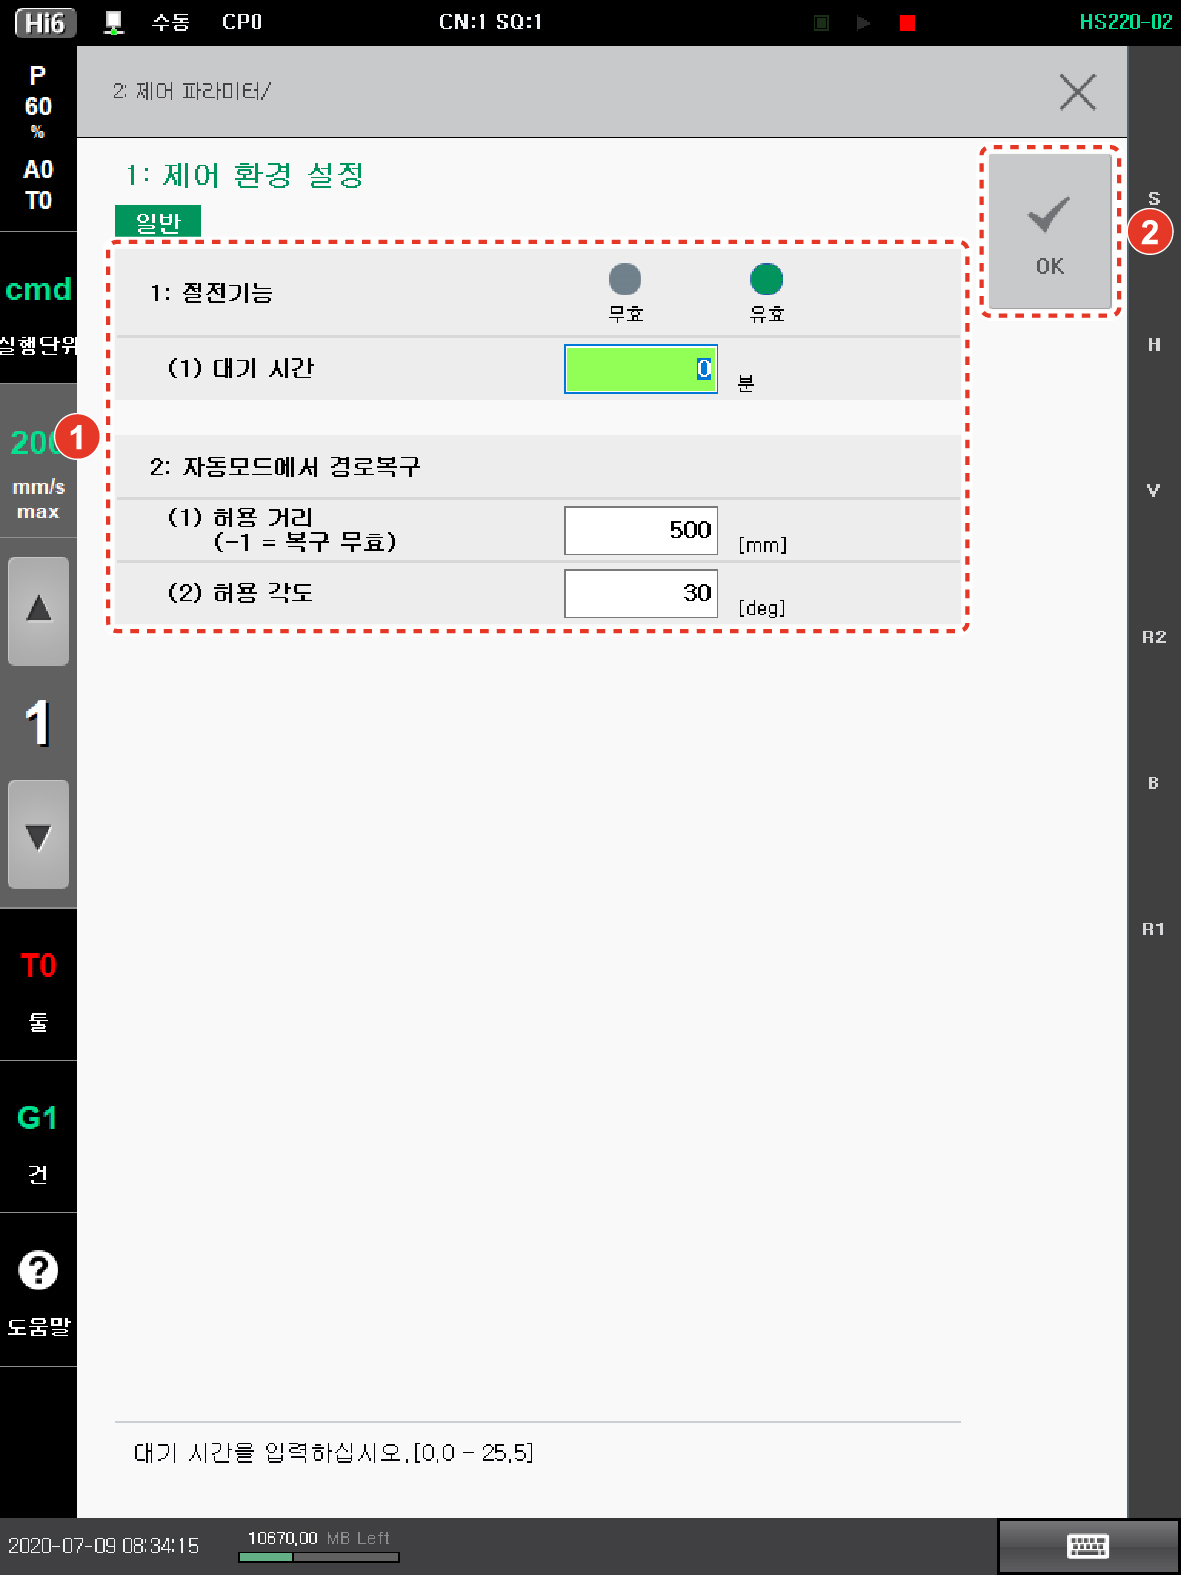 Hi6 수동 CP0 CN:1 SQ:1 HS220-02
P
60
%
A0
T0
cmd
실행단위
mm/s
max
1
T0
툴
G1
건
도움말
2: 제어 파라미터/
1: 제어 환경 설정
일반
1: 절전기능 무효 유효
(1) 대기 시간 0 분
2: 자동모드에서 경로복구
(1) 허용 거리 500 [mm]
(-1 = 복구 무효)
(2) 허용 각도 30 [deg]
1
OK
2
S
H
V
R2
B
R1
대기 시간을 입력하십시오.[0.0 - 25.5]
2020-07-09 08:34:15 10670.00 MB Left